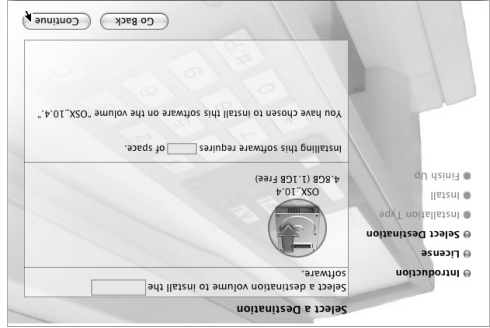 Introduction
License
Select Destination
Installation Type
Install
Finish Up
Select a Destination
Select a destination volume to install the
software.
OSX_10.4
4.8GB (1.1GB Free)
Installing this software requires of space.
You have chosen to install this software on the volume "OSX_10.4."
Go Back
Continue